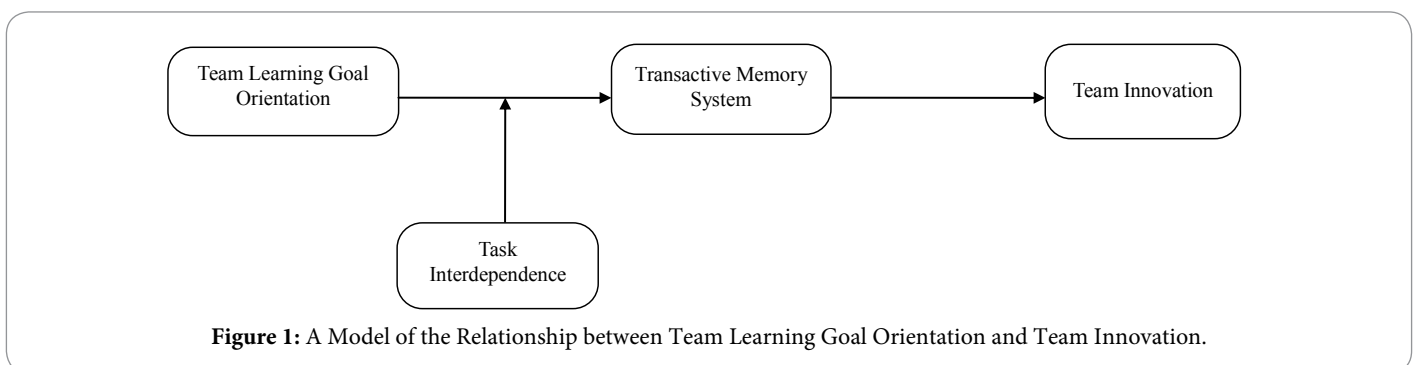 Team Learning Goal
Orientation
Transactive Memory
System
Team Innovation
Task
Interdependence
Figure 1: A Model of the Relationship between Team Learning Goal Orientation and Team Innovation.